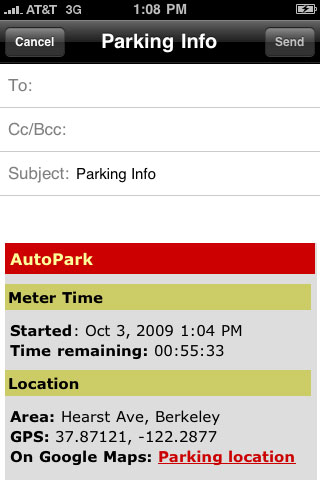 AT&T 3G 1:08 PM
Cancel Parking Info Send
To:
Cc/Bcc:
Subject: Parking Info
AutoPark
Meter Time
Started: Oct 3, 2009 1:04 PM
Time remaining: 00:55:33
Location
Area: Hearst Ave, Berkeley
GPS: 37.87121, -122.2877
On Google Maps: Parking location